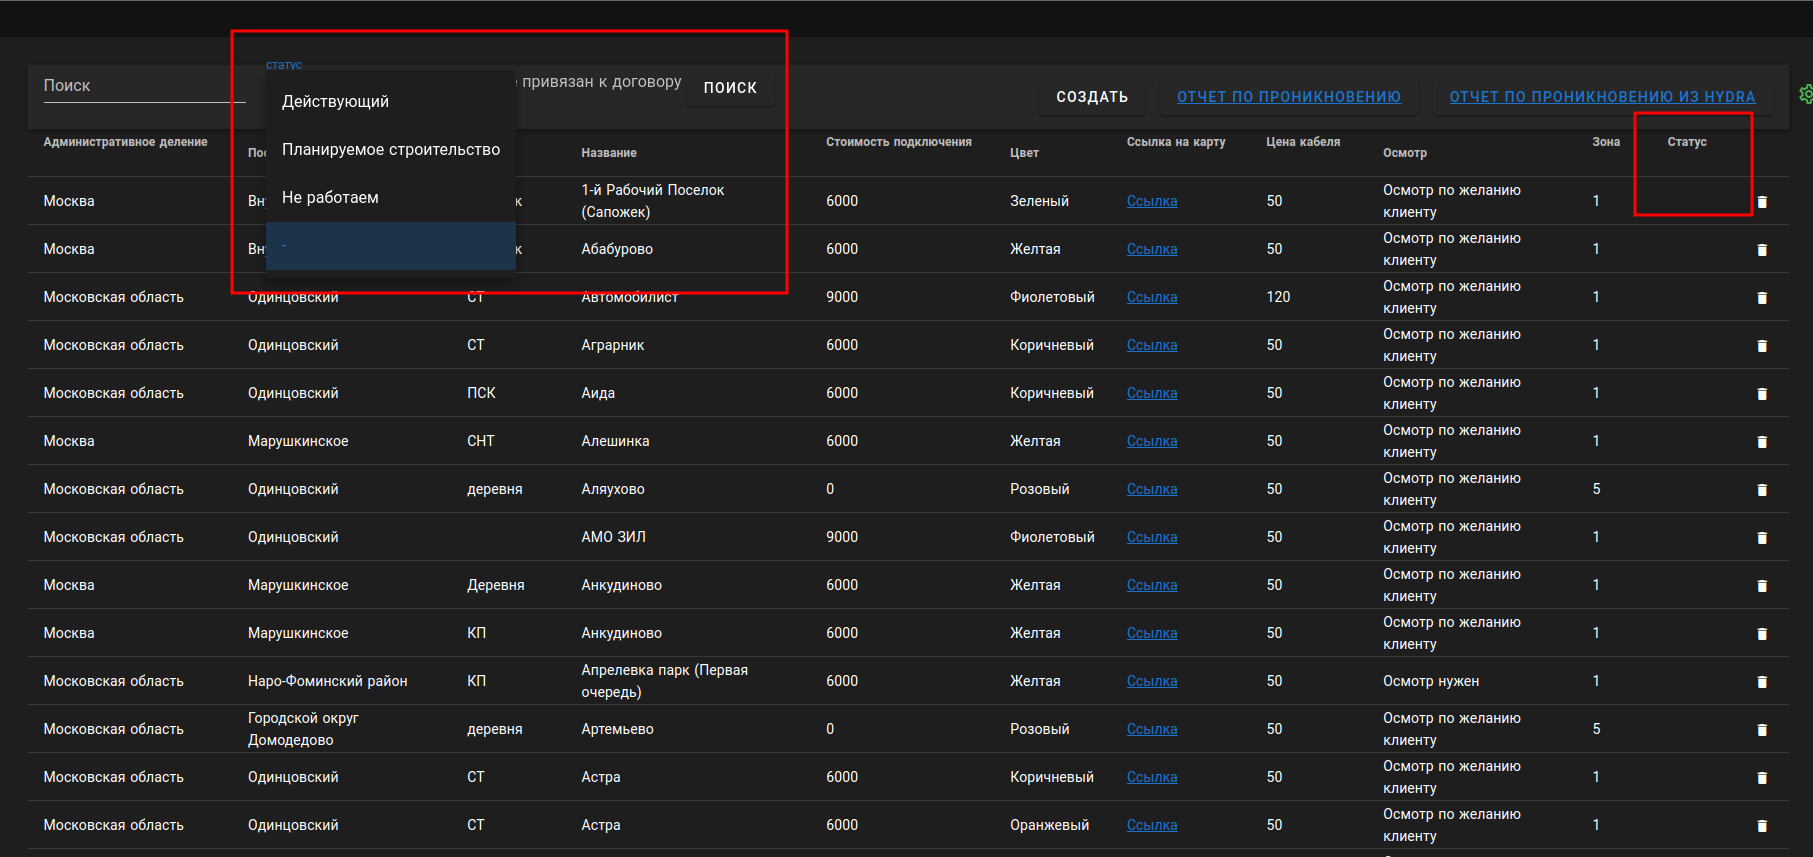 статус
Поиск
Действующий
Планируемое строительство
Не работаем
-
привязан к договору
ПОИСК
СОЗДАТЬ
ОТЧЕТ ПО ПРОНИКНОВЕНИЮ
ОТЧЕТ ПО ПРОНИКНОВЕНИЮ ИЗ HYDRA
Административное деление Название Стоимость подключения Цвет Ссылка на карту Цена кабеля Осмотр Зона Статус
Москва 1-й Рабочий Поселок (Сапожек) 6000 Зеленый Ссылка 50 Осмотр по желанию клиенту 1
Москва Абабурово 6000 Желтая Ссылка 50 Осмотр по желанию клиенту 1
Московская область Одинцовский СТ Автомобилист 9000 Фиолетовый Ссылка 120 Осмотр по желанию клиенту 1
Московская область Одинцовский СТ Аграрник 6000 Коричневый Ссылка 50 Осмотр по желанию клиенту 1
Московская область Одинцовский ПСК Аида 6000 Коричневый Ссылка 50 Осмотр по желанию клиенту 1
Москва Марушкинское СНТ Алешинка 6000 Желтая Ссылка 50 Осмотр по желанию клиенту 1
Московская область Одинцовский деревня Аляухово 0 Розовый Ссылка 50 Осмотр по желанию клиенту 5
Московская область Одинцовский АМО ЗИЛ 9000 Фиолетовый Ссылка 50 Осмотр по желанию клиенту 1
Москва Марушкинское Деревня Анкудиново 6000 Желтая Ссылка 50 Осмотр по желанию клиенту 1
Москва Марушкинское КП Анкудиново 6000 Желтая Ссылка 50 Осмотр по желанию клиенту 1
Московская область Наро-Фоминский район КП Апрелевка парк (Первая очередь) 6000 Желтая Ссылка 50 Осмотр нужен 1
Московская область Городской округ Домодедово деревня Артемьево 0 Розовый Ссылка 50 Осмотр по желанию клиенту 5
Московская область Одинцовский СТ Астра 6000 Коричневый Ссылка 50 Осмотр по желанию клиенту 1
Московская область Одинцовский СТ Астра 6000 Оранжевый Ссылка 50 Осмотр по желанию клиенту 1